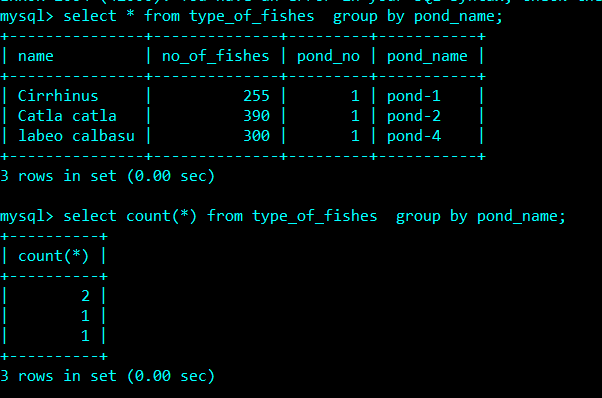 mysql> select * from type_of_fishes  group by pond_name;
+---------------+--------------+---------+-----------+
| name          | no_of_fishes | pond_no | pond_name |
+---------------+--------------+---------+-----------+
| Cirrhinus     |          255 |       1 | pond-1    |
| Catla catla   |          390 |       1 | pond-2    |
| labeo calbasu |          300 |       1 | pond-4    |
+---------------+--------------+---------+-----------+
3 rows in set (0.00 sec)
mysql> select count(*) from type_of_fishes  group by pond_name;
+----------+
| count(*) |
+----------+
|        2 |
|        1 |
|        1 |
+----------+
3 rows in set (0.00 sec)